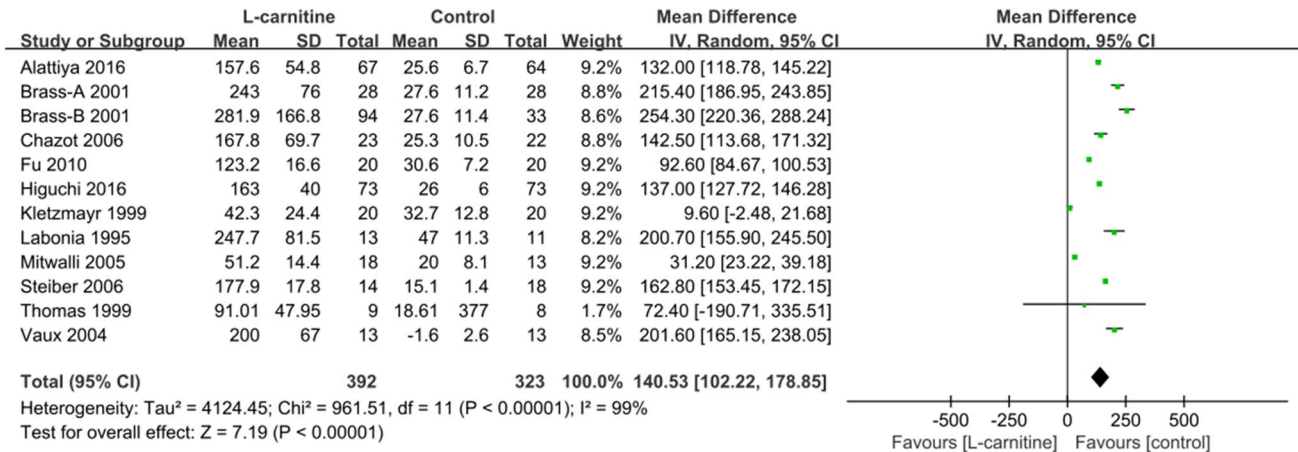 L-carnitine Control Mean Difference Mean Difference
Study or Subgroup Mean SD Total Mean SD Total Weight IV, Random, 95% CI IV, Random, 95% CI
Alattiya 2016 157.6 54.8 67 25.6 6.7 64 9.2% 132.00 [118.78, 145.22]
Brass-A 2001 243 76 28 27.6 11.2 28 8.8% 215.40 [186.95, 243.85]
Brass-B 2001 281.9 166.8 94 27.6 11.4 33 8.6% 254.30 [220.36, 288.24]
Chazot 2006 167.8 69.7 23 25.3 10.5 22 8.8% 142.50 [113.68, 171.32]
Fu 2010 123.2 16.6 20 30.6 7.2 20 9.2% 92.60 [84.67, 100.53]
Higuchi 2016 163 40 73 26 6 73 9.2% 137.00 [127.72, 146.28]
Kletzmayr 1999 42.3 24.4 20 32.7 12.8 20 9.2% 9.60 [-2.48, 21.68]
Labonia 1995 247.7 81.5 13 47 11.3 11 8.2% 200.70 [155.90, 245.50]
Mitwalli 2005 51.2 14.4 18 20 8.1 13 9.2% 31.20 [23.22, 39.18]
Steiber 2006 177.9 17.8 14 15.1 1.4 18 9.2% 162.80 [153.45, 172.15]
Thomas 1999 91.01 47.95 9 18.61 377 8 1.7% 72.40 [-190.71, 335.51]
Vaux 2004 200 67 13 -1.6 2.6 13 8.5% 201.60 [165.15, 238.05]
Total (95% CI) 392 323 100.0% 140.53 [102.22, 178.85]
Heterogeneity: Tau² = 4124.45; Chi² = 961.51, df = 11 (P < 0.00001); I² = 99%
Test for overall effect: Z = 7.19 (P < 0.00001)
-500 -250 0 250 500
Favours [L-carnitine] Favours [control]